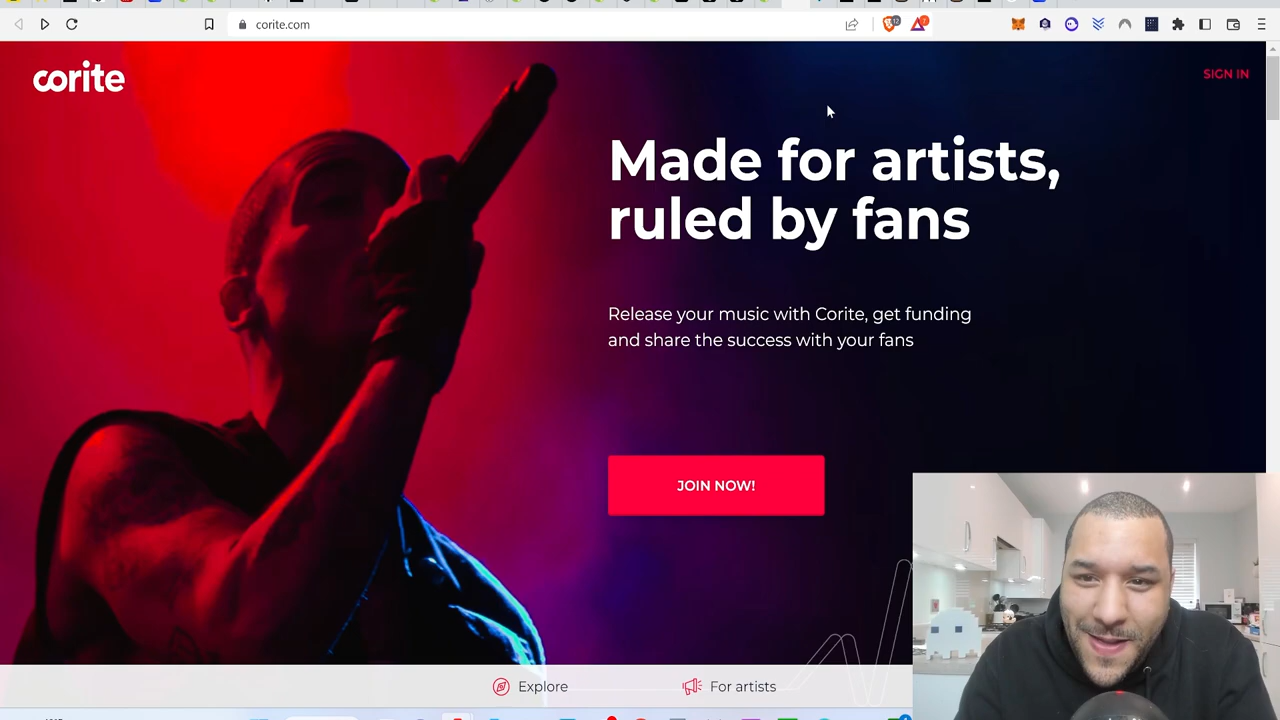 corite.com
corite
SIGN IN
Made for artists,
ruled by fans
Release your music with Corite, get funding
and share the success with your fans
JOIN NOW!
Explore
For artists